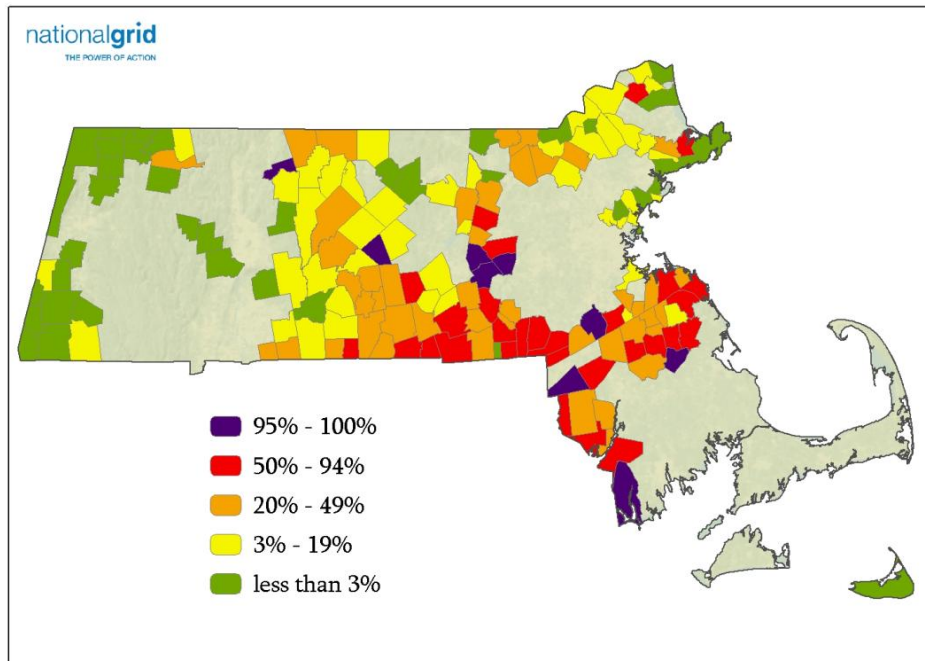 nationalgrid
THE POWER OF ACTION
95% - 100%
50% - 94%
20% - 49%
3% - 19%
less than 3%